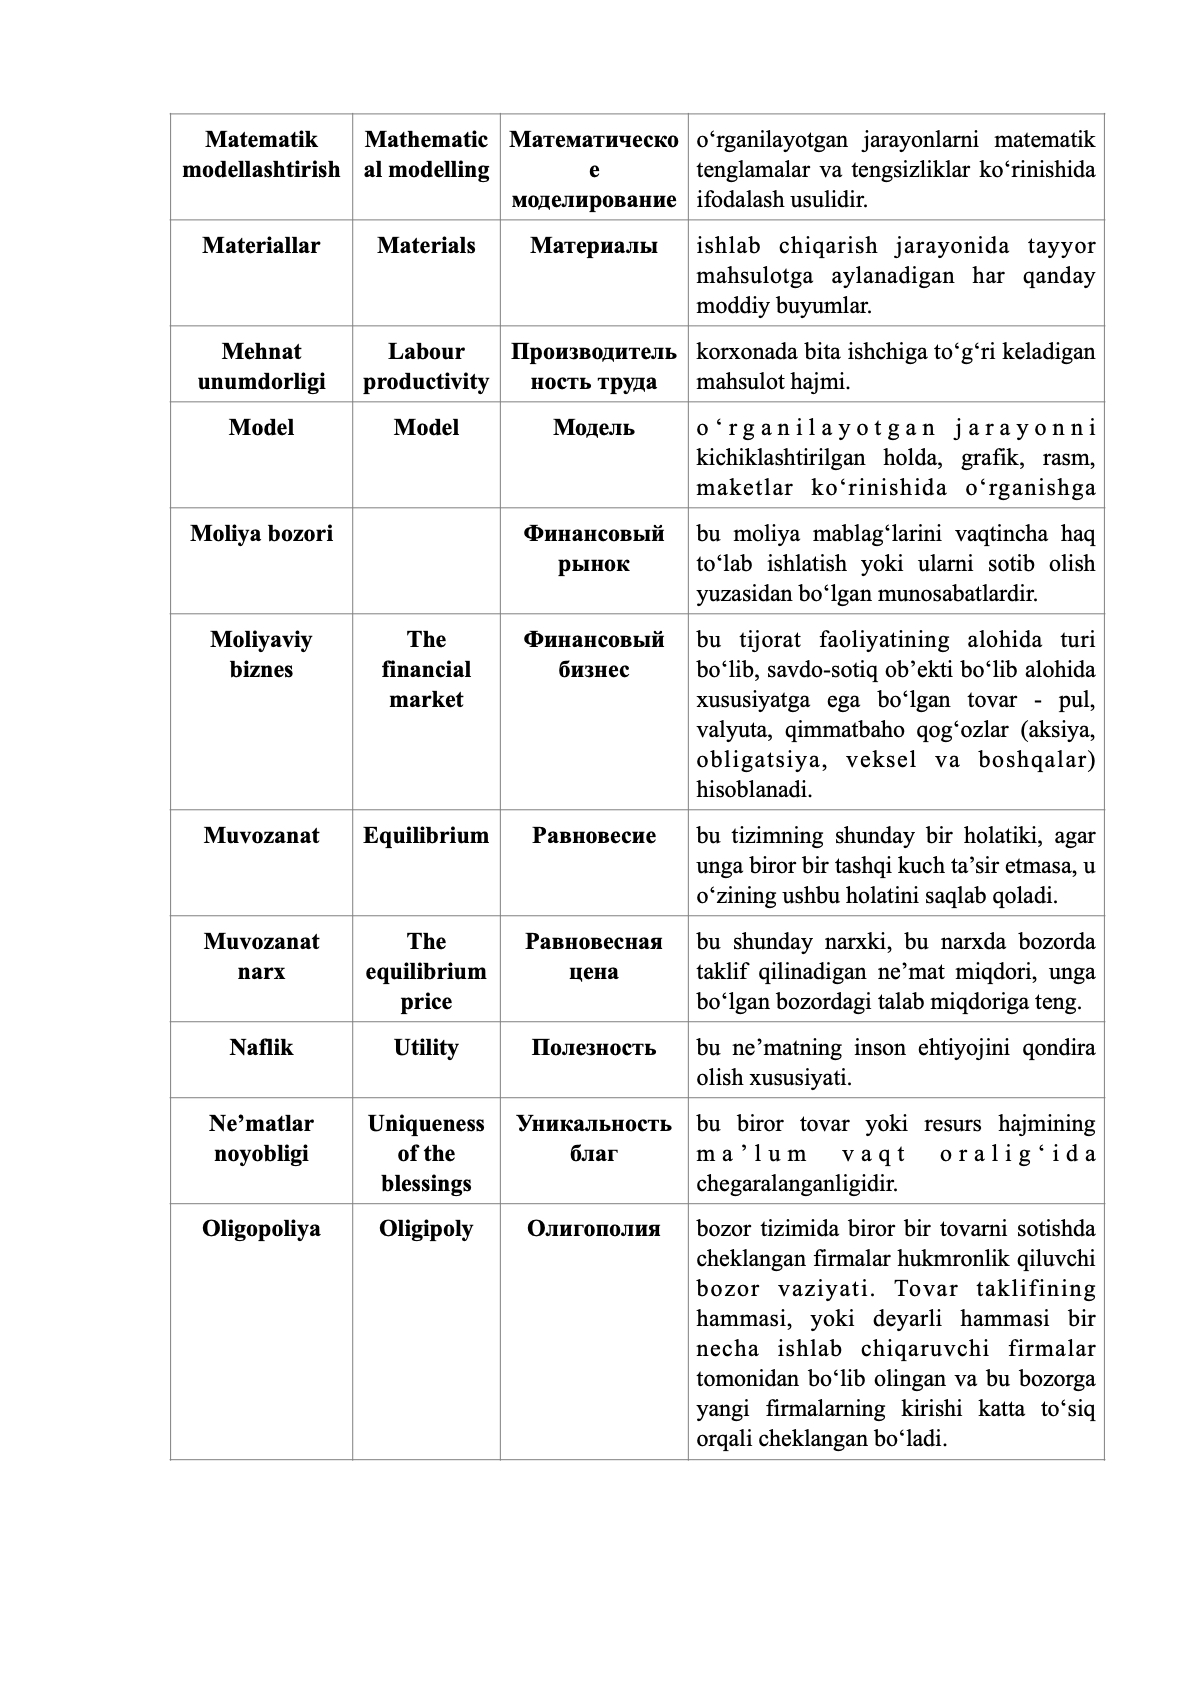 Matematik
modellashtirish
Mathematic
al modelling
Математическо
е
моделирование
o‘rganilayotgan jarayonlarni matematik
tenglamalar va tengsizliklar ko‘rinishida
ifodalash usulidir.
Materiallar
Materials
Материалы
ishlab chiqarish jarayonida tayyor
mahsulotga aylanadigan har qanday
moddiy buyumlar.
Mehnat
unumdorligi
Labour
productivity
Производитель
ность труда
korxonada bita ishchiga to‘g‘ri keladigan
mahsulot hajmi.
Model
Model
Модель
o‘rganilayotgan jarayonni
kichiklashtirilgan holda, grafik, rasm,
maketlar ko‘rinishida o‘rganishga
Moliya bozori
Финансовый
рынок
bu moliya mablag‘larini vaqtincha haq
to‘lab ishlatish yoki ularni sotib olish
yuzasidan bo‘lgan munosabatlardir.
Moliyaviy
biznes
The
financial
market
Финансовый
бизнес
bu tijorat faoliyatining alohida turi
bo‘lib, savdo-sotiq ob’ekti bo‘lib alohida
xususiyatga ega bo‘lgan tovar - pul,
valyuta, qimmatbaho qog‘ozlar (aksiya,
obligatsiya, veksel va boshqalar)
hisoblanadi.
Muvozanat
Equilibrium
Равновесие
bu tizimning shunday bir holatiki, agar
unga biror bir tashqi kuch ta’sir etmasa, u
o‘zining ushbu holatini saqlab qoladi.
Muvozanat
narx
The
equilibrium
price
Равновесная
цена
bu shunday narxki, bu narxda bozorda
taklif qilinadigan ne’mat miqdori, unga
bo‘lgan bozordagi talab miqdoriga teng.
Naflik
Utility
Полезность
bu ne’matning inson ehtiyojini qondira
olish xususiyati.
Ne’matlar
noyobligi
Uniqueness
of the
blessings
Уникальность
благ
bu biror tovar yoki resurs hajmining
ma’lum vaqt oralig‘ida
chegaralanganligidir.
Oligopoliya
Oligipoly
Олигополия
bozor tizimida biror bir tovarni sotishda
cheklangan firmalar hukmronlik qiluvchi
bozor vaziyati. Tovar taklifining
hammasi, yoki deyarli hammasi bir
necha ishlab chiqaruvchi firmalar
tomonidan bo‘lib olingan va bu bozorga
yangi firmalarning kirishi katta to‘siq
orqali cheklangan bo‘ladi.